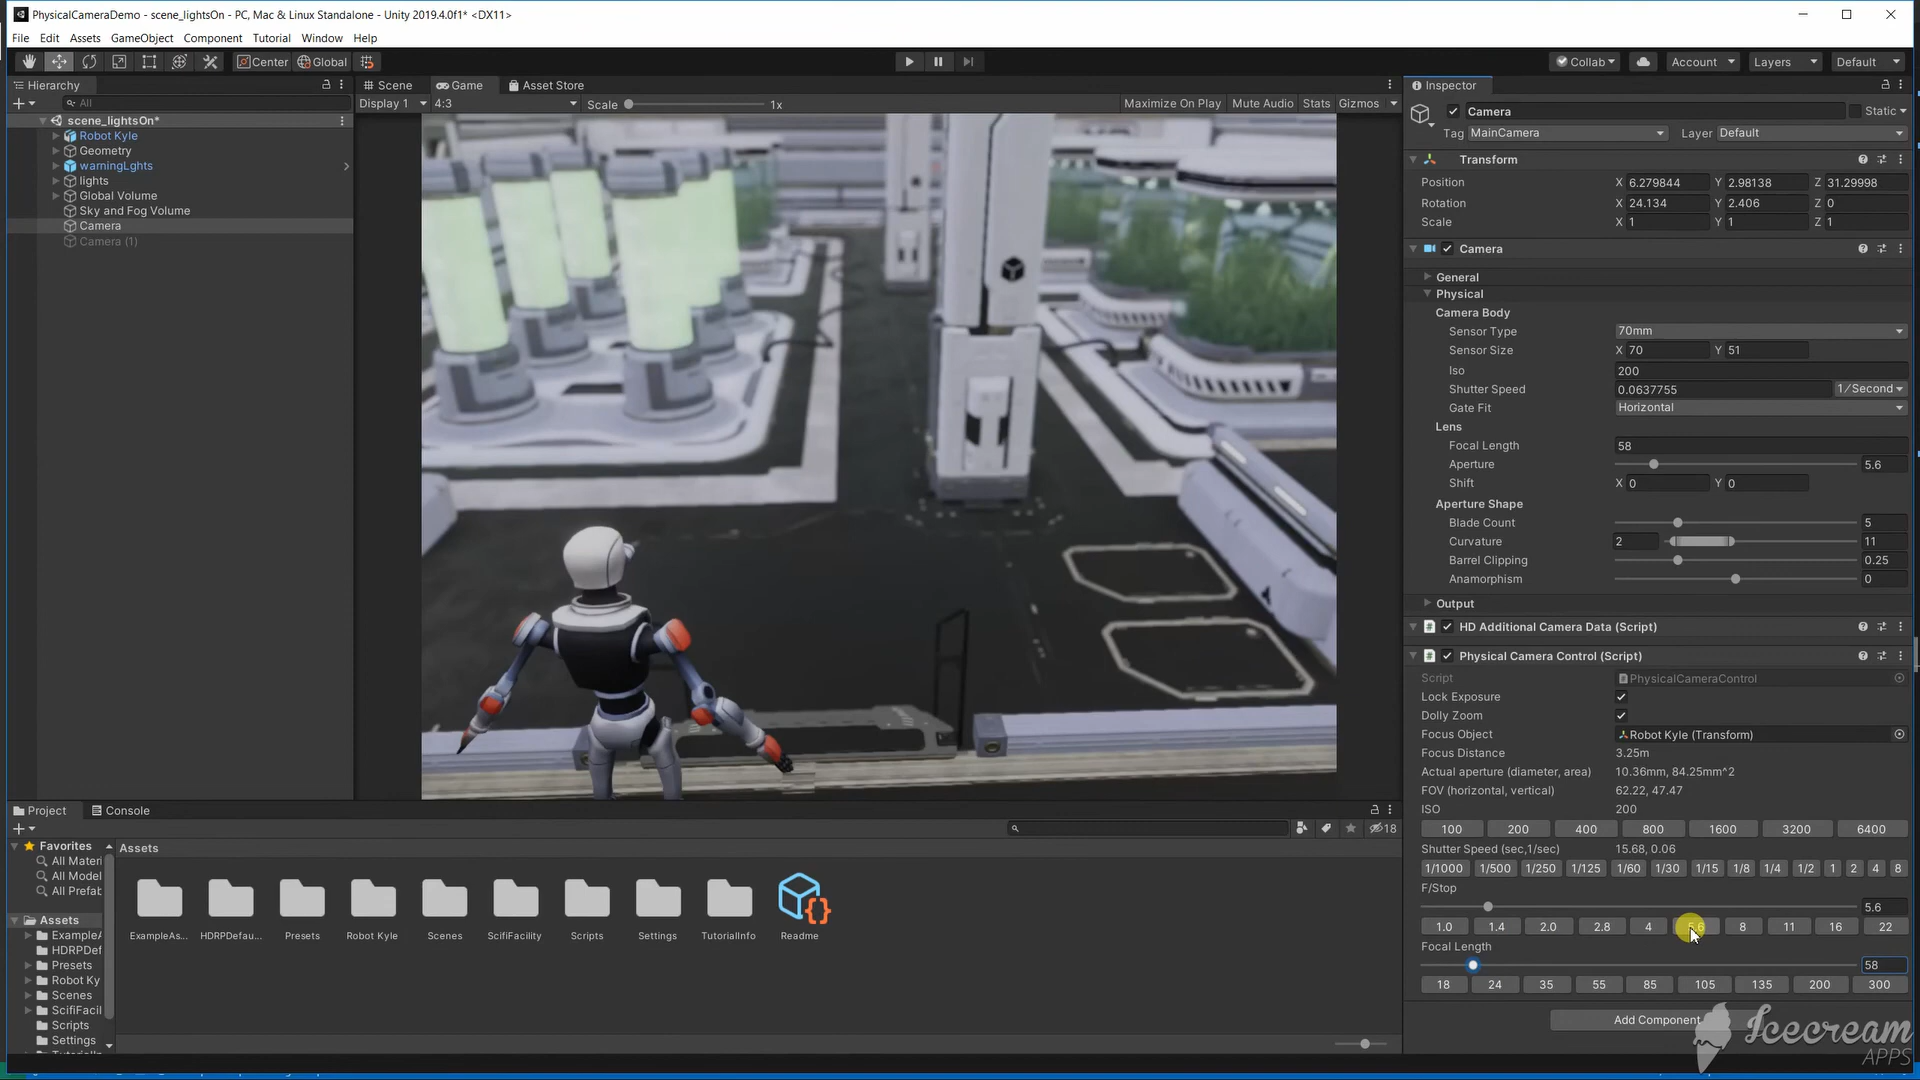 PhysicalCameraDemo - scene_lightsOn - PC, Mac & Linux Standalone - Unity 2019.4.0f1* <DX11>
File Edit Assets GameObject Component Tutorial Window Help
Center Global Collab Account Layers Default
Hierarchy
All
scene_lightsOn*
Robot Kyle
Geometry
warningLghts
lights
Global Volume
Sky and Fog Volume
Camera
Camera (1)
Scene Game Asset Store
Display 1 4:3 Scale 1x Maximize On Play Mute Audio Stats Gizmos
Inspector
Camera Static
Tag MainCamera Layer Default
Transform
Position X 6.279844 Y 2.98138 Z 31.29998
Rotation X 24.134 Y 2.406 Z 0
Scale X 1 Y 1 Z 1
Camera
General
Physical
Camera Body
Sensor Type 70mm
Sensor Size X 70 Y 51
Iso 200
Shutter Speed 0.0637755 1/Second
Gate Fit Horizontal
Lens
Focal Length 58
Aperture 5.6
Shift X 0 Y 0
Aperture Shape
Blade Count 5
Curvature 2 11
Barrel Clipping 0.25
Anamorphism 0
Output
HD Additional Camera Data (Script)
Physical Camera Control (Script)
Script PhysicalCameraControl
Lock Exposure
Dolly Zoom
Focus Object Robot Kyle (Transform)
Focus Distance 3.25m
Actual aperture (diameter, area) 10.36mm, 84.25mm^2
FOV (horizontal, vertical) 62.22, 47.47
ISO 200
100 200 400 800 1600 3200 6400
Shutter Speed (sec,1/sec) 15.68, 0.06
1/1000 1/500 1/250 1/125 1/60 1/30 1/15 1/8 1/4 1/2 1 2 4 8
F/Stop
5.6
1.0 1.4 2.0 2.8 4 5.6 8 11 16 22
Focal Length
58
18 24 35 55 85 105 135 200 300
Add Component
Icecream
APPS
Project Console
18
Favorites
All Materi
All Model
All Prefab
Assets
ExampleA
HDRPDef
Presets
Robot Ky
Scenes
ScifiFacil
Scripts
Settings
Assets
ExampleAs... HDRPDefau... Presets Robot Kyle Scenes ScifiFacility Scripts Settings TutorialInfo Readme